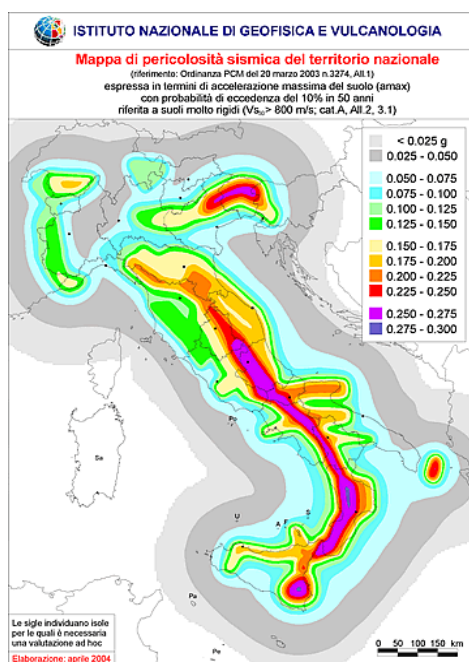 ISTITUTO NAZIONALE DI GEOFISICA E VULCANOLOGIA
Mappa di pericolosità sismica del territorio nazionale
(riferimento: Ordinanza PCM del 20 marzo 2003 n.3274, All.1)
espressa in termini di accelerazione massima del suolo (amax)
con probabilità di eccedenza del 10% in 50 anni
riferita a suoli molto rigidi (Vs₃₀> 800 m/s; cat.A, All.2, 3.1)
< 0.025 g
0.025 - 0.050
0.050 - 0.075
0.075 - 0.100
0.100 - 0.125
0.125 - 0.150
0.150 - 0.175
0.175 - 0.200
0.200 - 0.225
0.225 - 0.250
0.250 - 0.275
0.275 - 0.300
Po
Sa
U
A
F
S
Pa
Pe
Le sigle individuano isole
per le quali è necessaria
una valutazione ad hoc
Elaborazione: aprile 2004
0 50 100 150 km